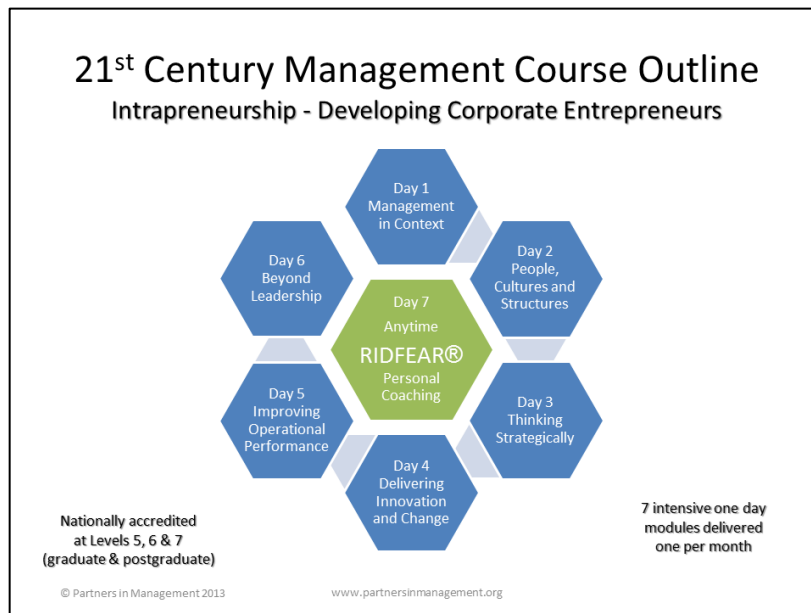 21st Century Management Course Outline
Intrapreneurship - Developing Corporate Entrepreneurs
Day 1
Management
in Context
Day 2
People,
Cultures and
Structures
Day 3
Thinking
Strategically
Day 4
Delivering
Innovation
and Change
Day 5
Improving
Operational
Performance
Day 6
Beyond
Leadership
Day 7
Anytime
RIDFEAR®
Personal
Coaching
Nationally accredited
at Levels 5, 6 & 7
(graduate & postgraduate)
7 intensive one day
modules delivered
one per month
© Partners in Management 2013
www.partnersinmanagement.org